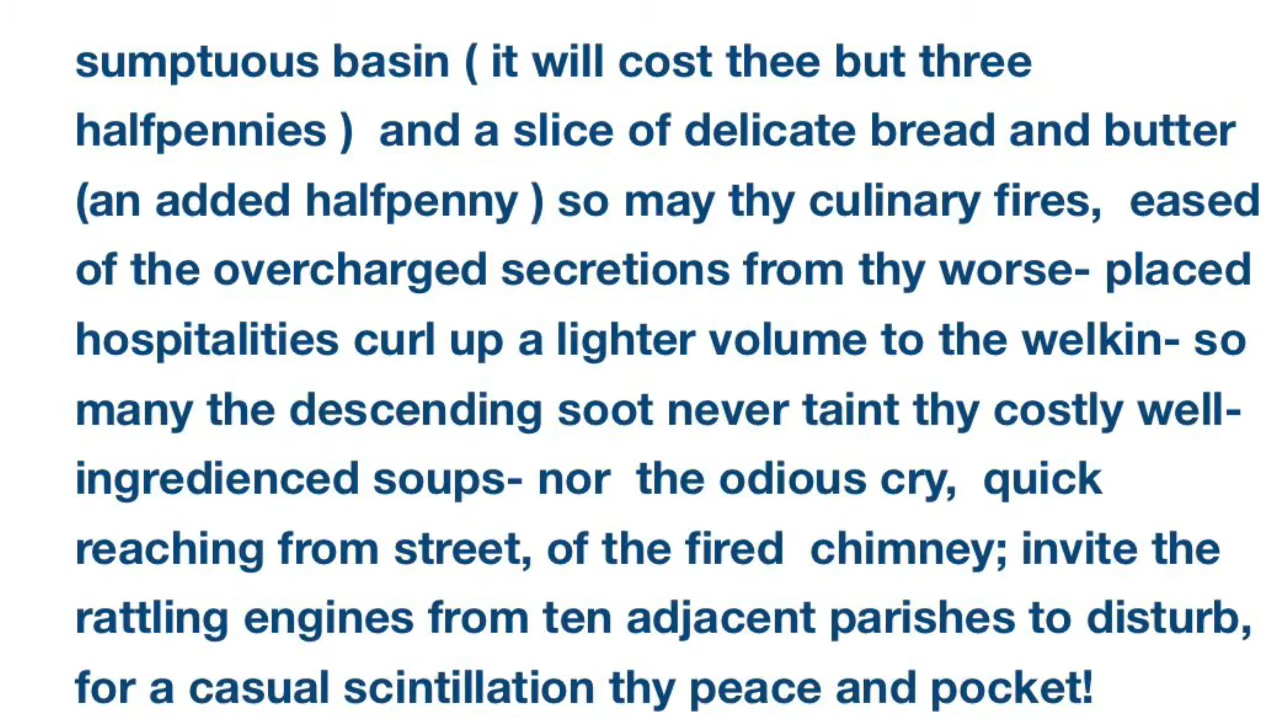 sumptuous basin ( it will cost thee but three
halfpennies )  and a slice of delicate bread and butter
(an added halfpenny ) so may thy culinary fires,  eased
of the overcharged secretions from thy worse- placed
hospitalities curl up a lighter volume to the welkin- so
many the descending soot never taint thy costly well-
ingredienced soups- nor  the odious cry,  quick
reaching from street, of the fired  chimney; invite the
rattling engines from ten adjacent parishes to disturb,
for a casual scintillation thy peace and pocket!